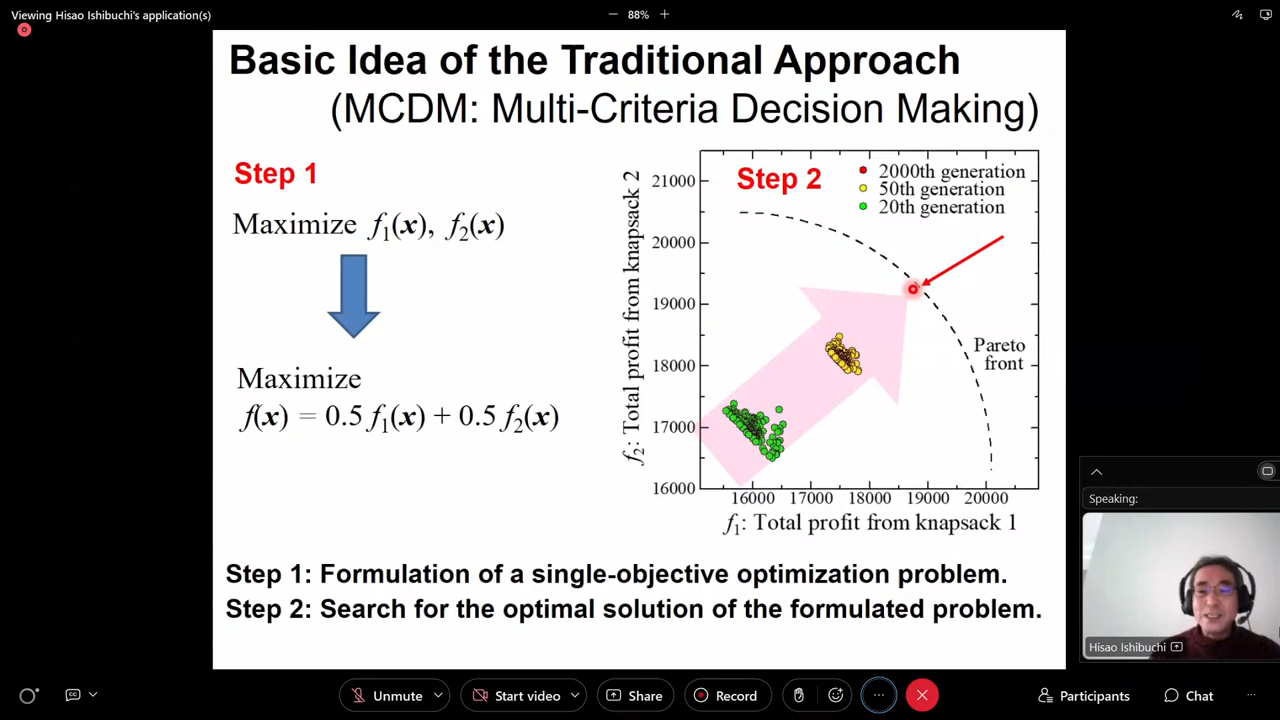 Viewing Hisao Ishibuchi's application(s)
88%
Basic Idea of the Traditional Approach
(MCDM: Multi-Criteria Decision Making)
Step 1
Maximize f1(x), f2(x)
Maximize
f(x) = 0.5 f1(x) + 0.5 f2(x)
Step 2
2000th generation
50th generation
20th generation
f2: Total profit from knapsack 2
21000
20000
19000
18000
17000
16000
Pareto
front
16000 17000 18000 19000 20000
f1: Total profit from knapsack 1
Step 1: Formulation of a single-objective optimization problem.
Step 2: Search for the optimal solution of the formulated problem.
Speaking:
Hisao Ishibuchi
CC
Unmute
Start video
Share
Record
Participants
Chat